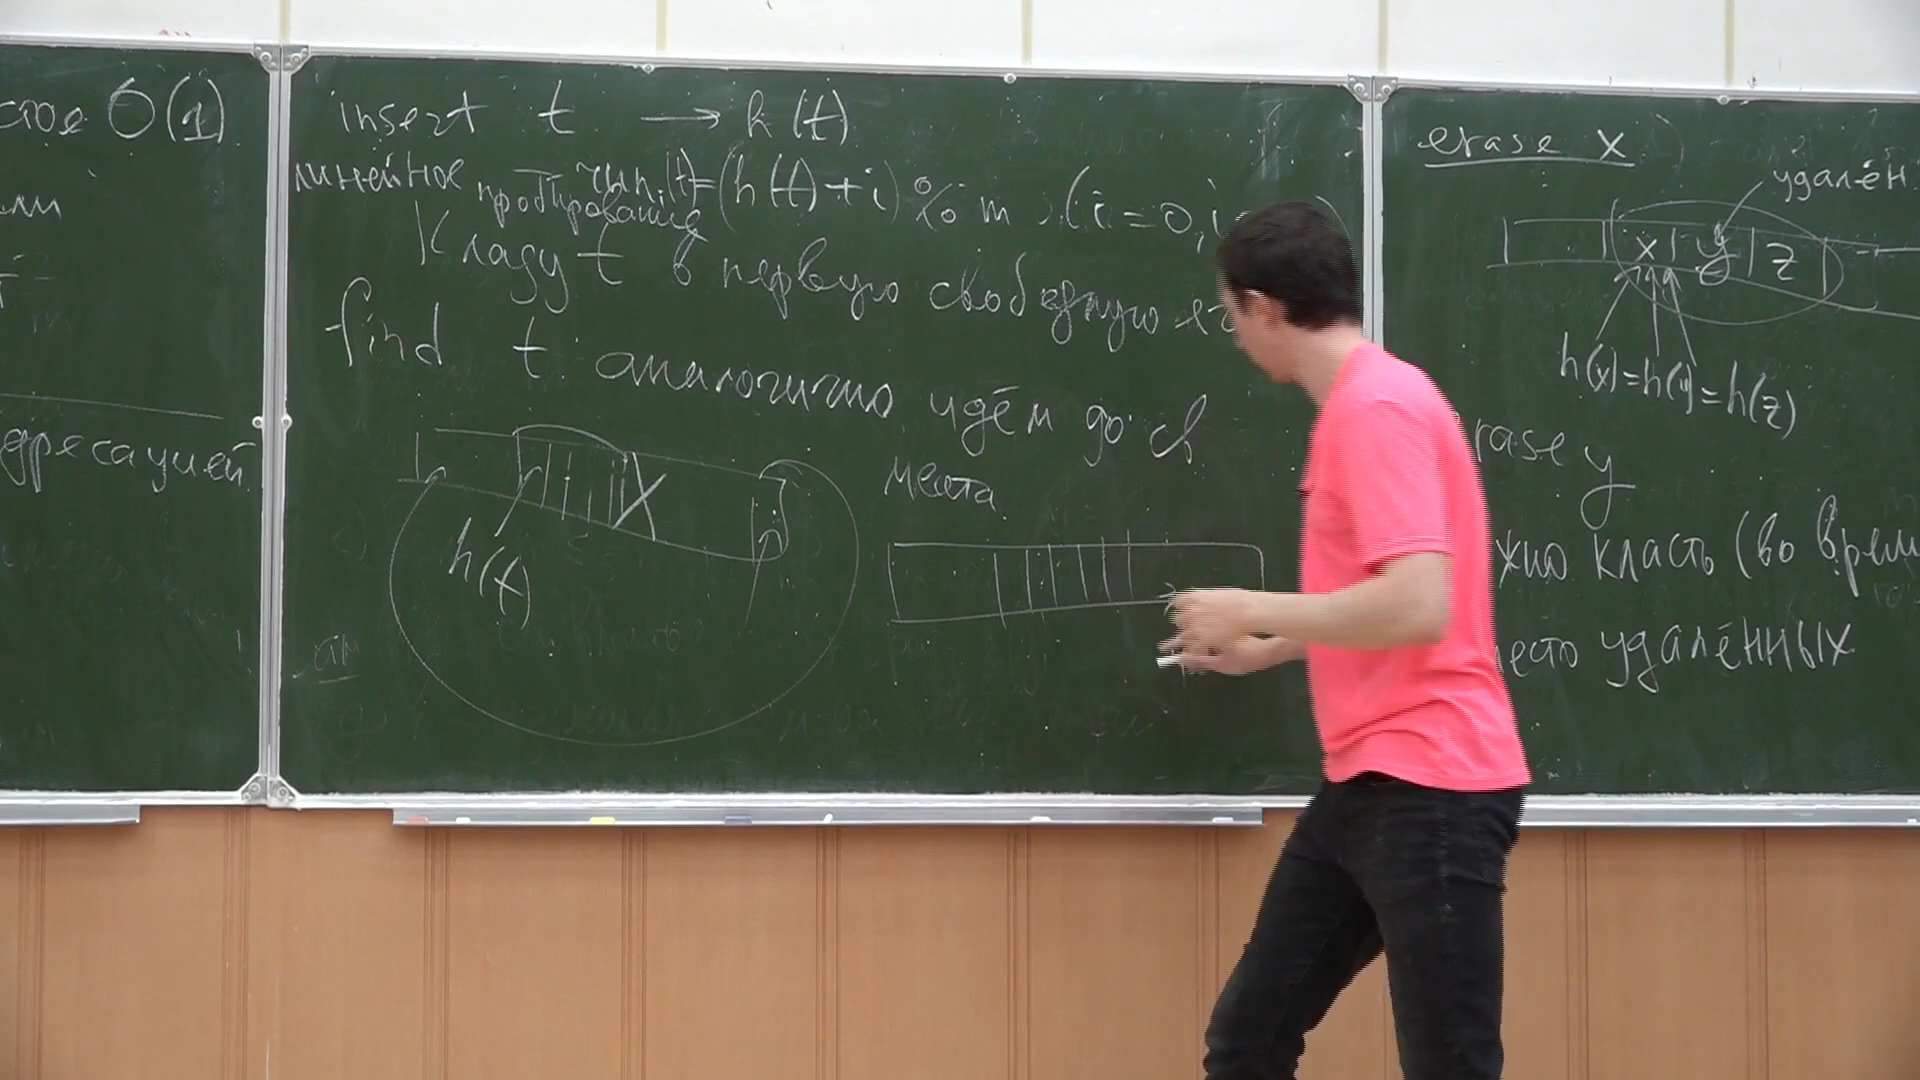 O(1)
insert t → h(t)
линейное пробирование
(h(t)+i) % m, (i=0,
Кладу t в первую свободную
find t: аналогично идём до св
места
h(t)
дресацией
erase x
удалён
x y z
h(x)=h(y)=h(z)
rase y
жно класть (во врем
место удалённых